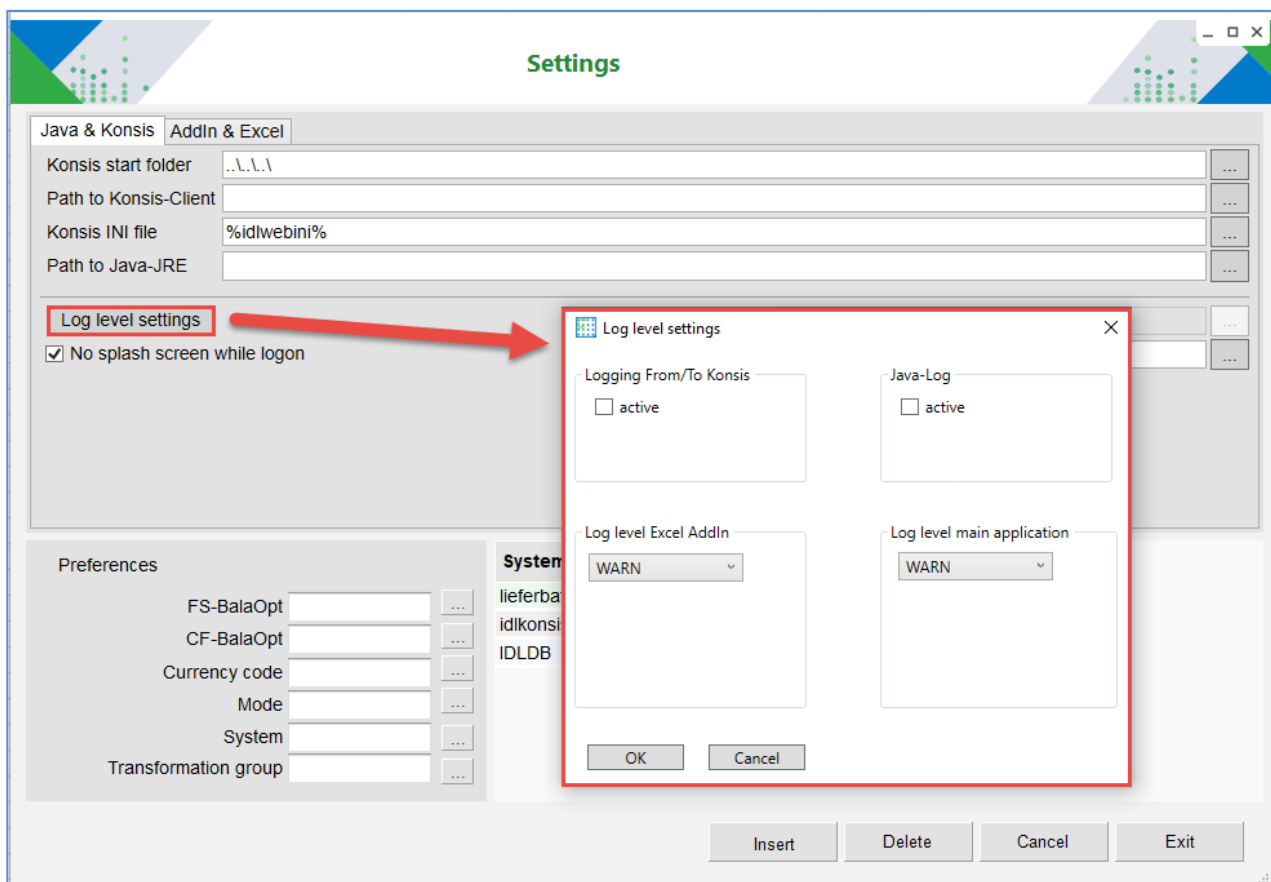 Settings
Java & Konsis AddIn & Excel
Konsis start folder ..\..\..\ ...
Path to Konsis-Client ...
Konsis INI file %idlwebini% ...
Path to Java-JRE ...
Log level settings ...
No splash screen while logon ...
Log level settings
Logging From/To Konsis Java-Log
active active
Log level Excel AddIn Log level main application
WARN WARN
OK Cancel
Preferences
FS-BalaOpt ...
CF-BalaOpt ...
Currency code ...
Mode ...
System ...
Transformation group ...
System
lieferba
idlkonsi
IDLDB
Insert Delete Cancel Exit